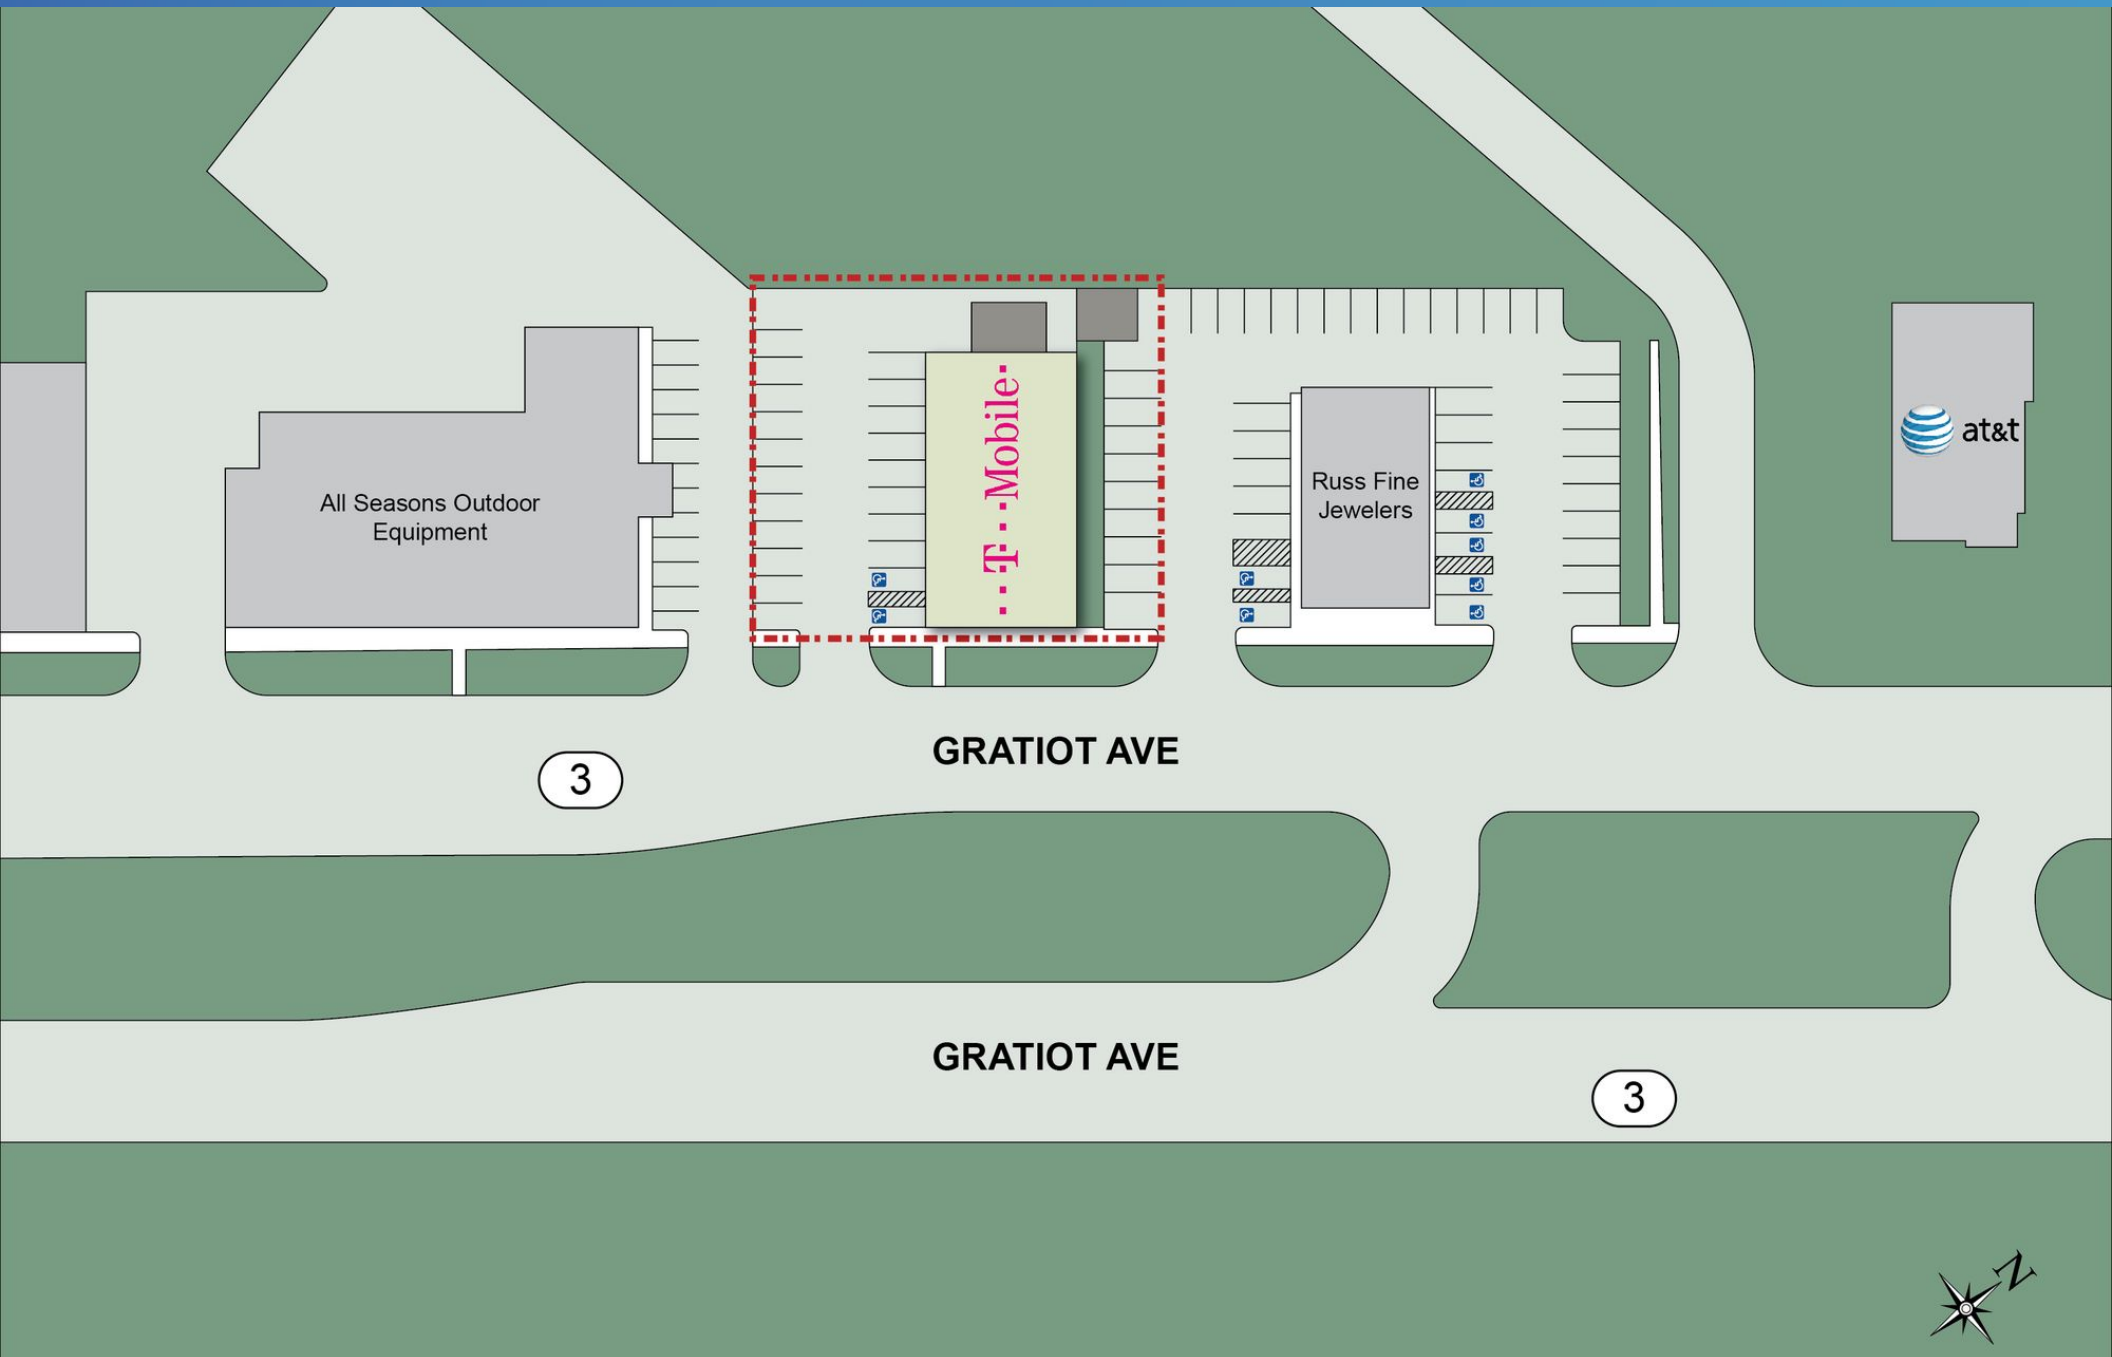 All Seasons Outdoor
Equipment
T Mobile
Russ Fine
Jewelers
at&t
GRATIOT AVE
3
GRATIOT AVE
3
N